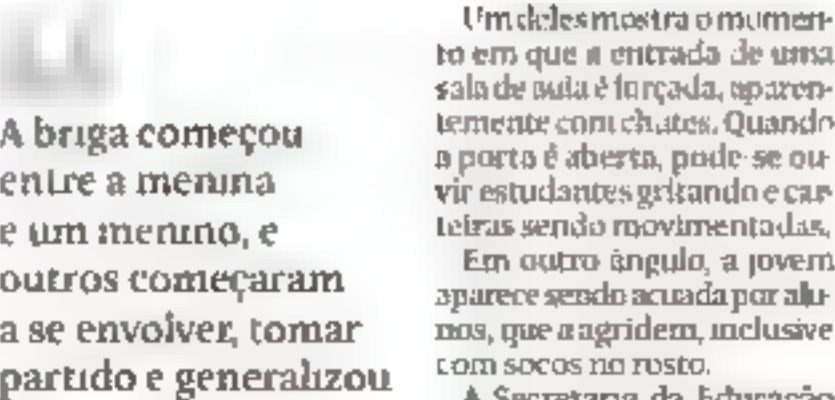 A briga começou
entre a menina
e um menino, e
outros começaram
a se envolver, tomar
partido e generalizou
Um deles mostra o momen-
to em que a entrada de uma
sala de aula é forçada, aparen-
temente com chutes. Quando
a porta é aberta, pode-se ou-
vir estudantes gritando e car-
teiras sendo movimentadas.
Em outro ângulo, a jovem
aparece sendo acuada por alu-
nos, que a agridem, inclusive
com socos no rosto.
A Secretaria da Educação